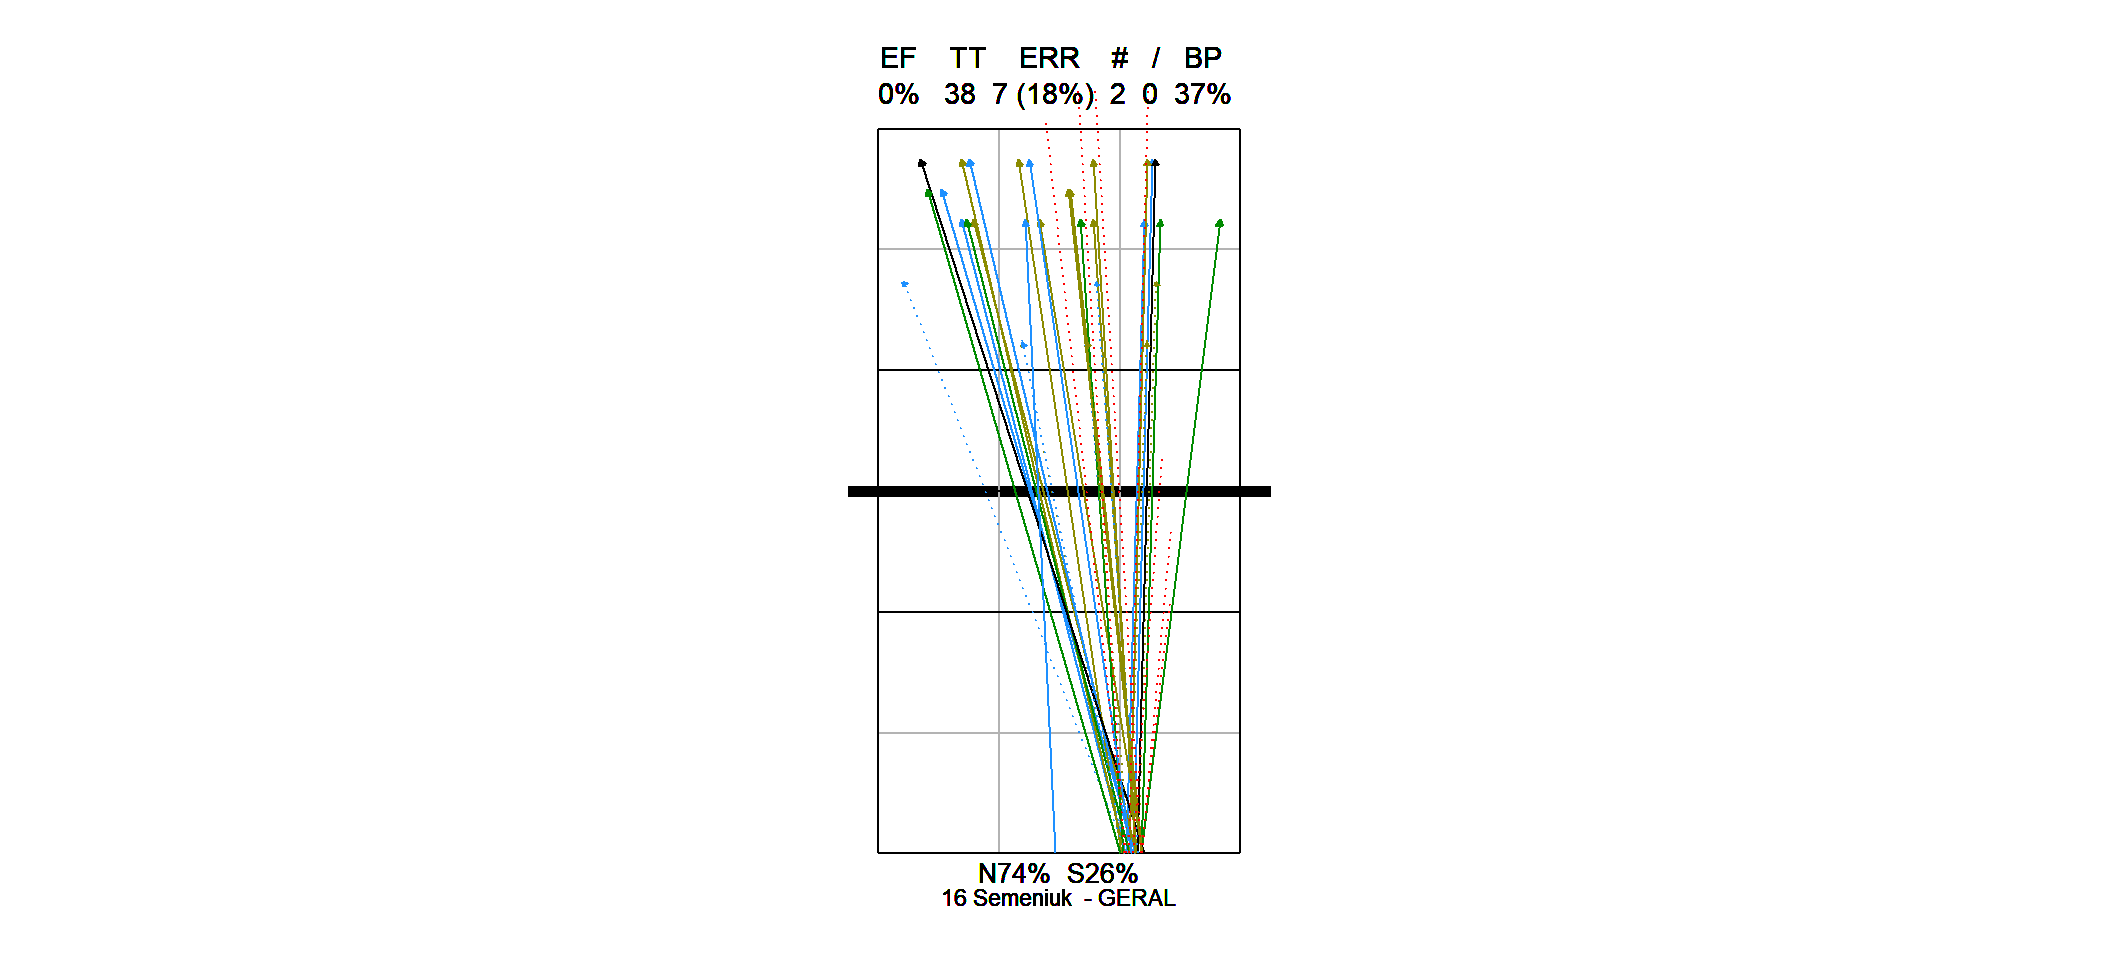 EF TT ERR # / BP
0% 38 7 (18%) 2 0 37%
N74% S26%
16 Semeniuk - GERAL